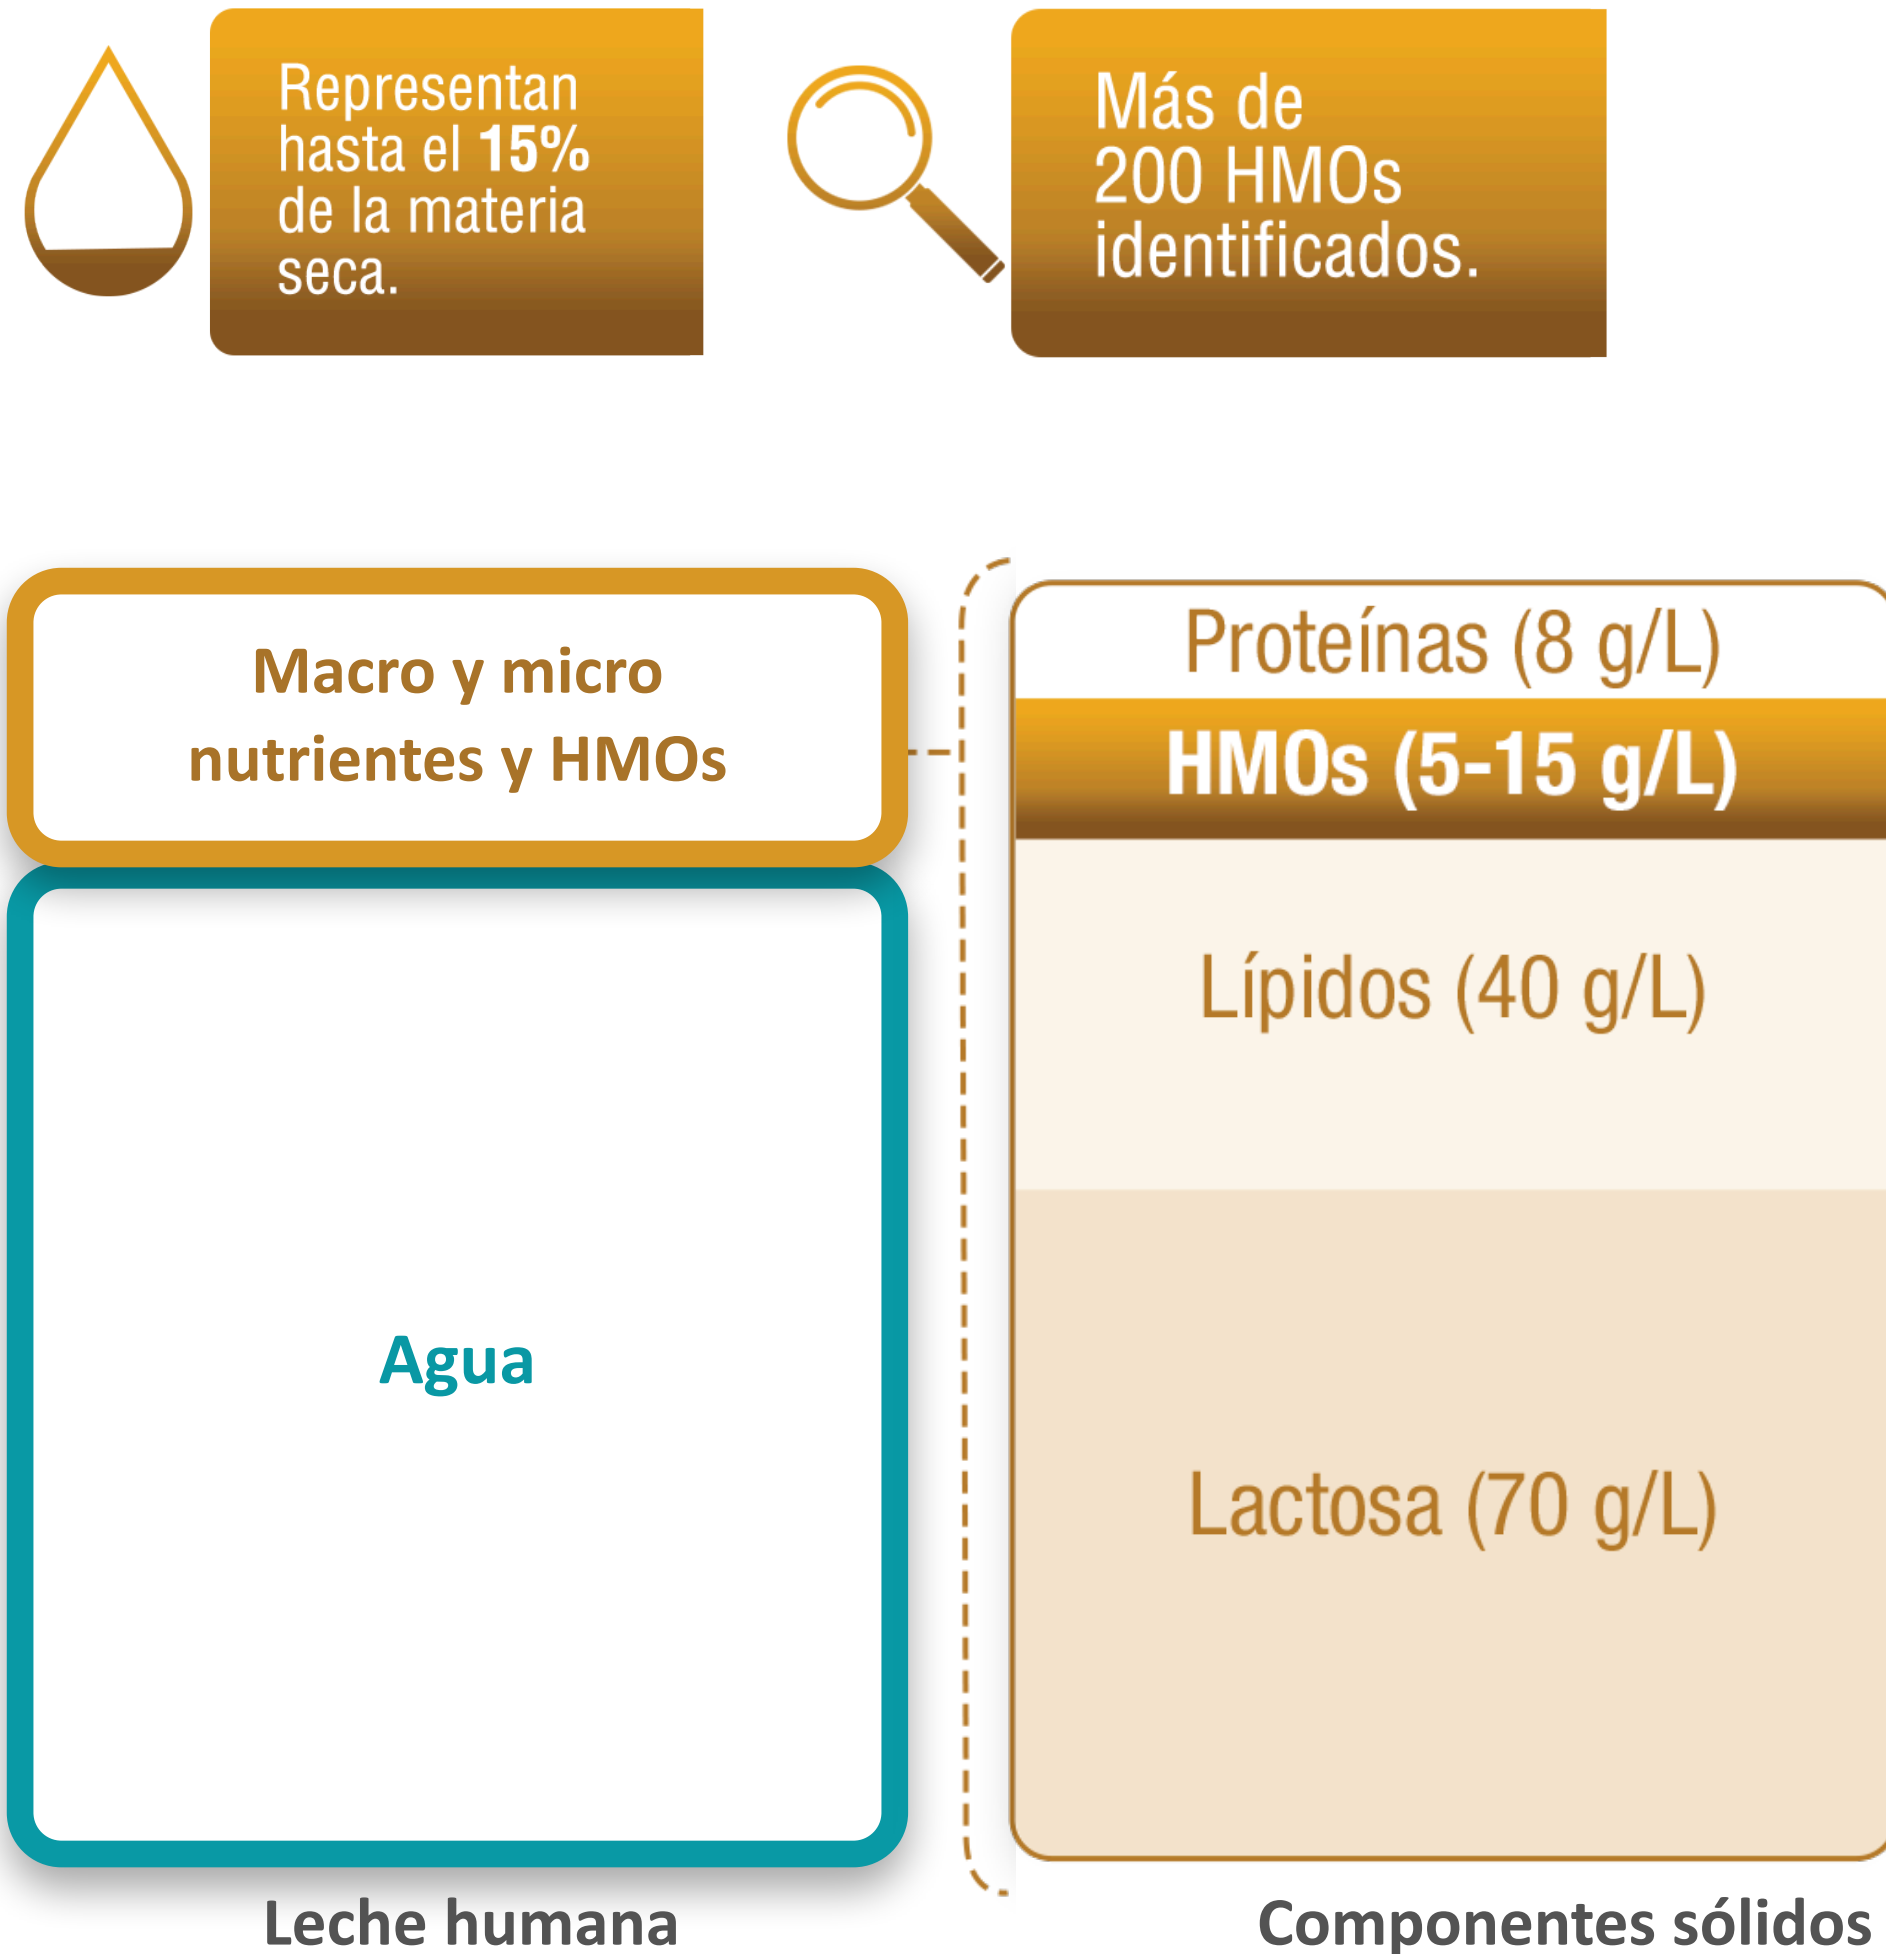 Representan
hasta el 15%
de la materia
seca.
Más de
200 HMOs
identificados.
Macro y micro
nutrientes y HMOs
Agua
Leche humana
Proteínas (8 g/L)
HMOs (5-15 g/L)
Lípidos (40 g/L)
Lactosa (70 g/L)
Componentes sólidos